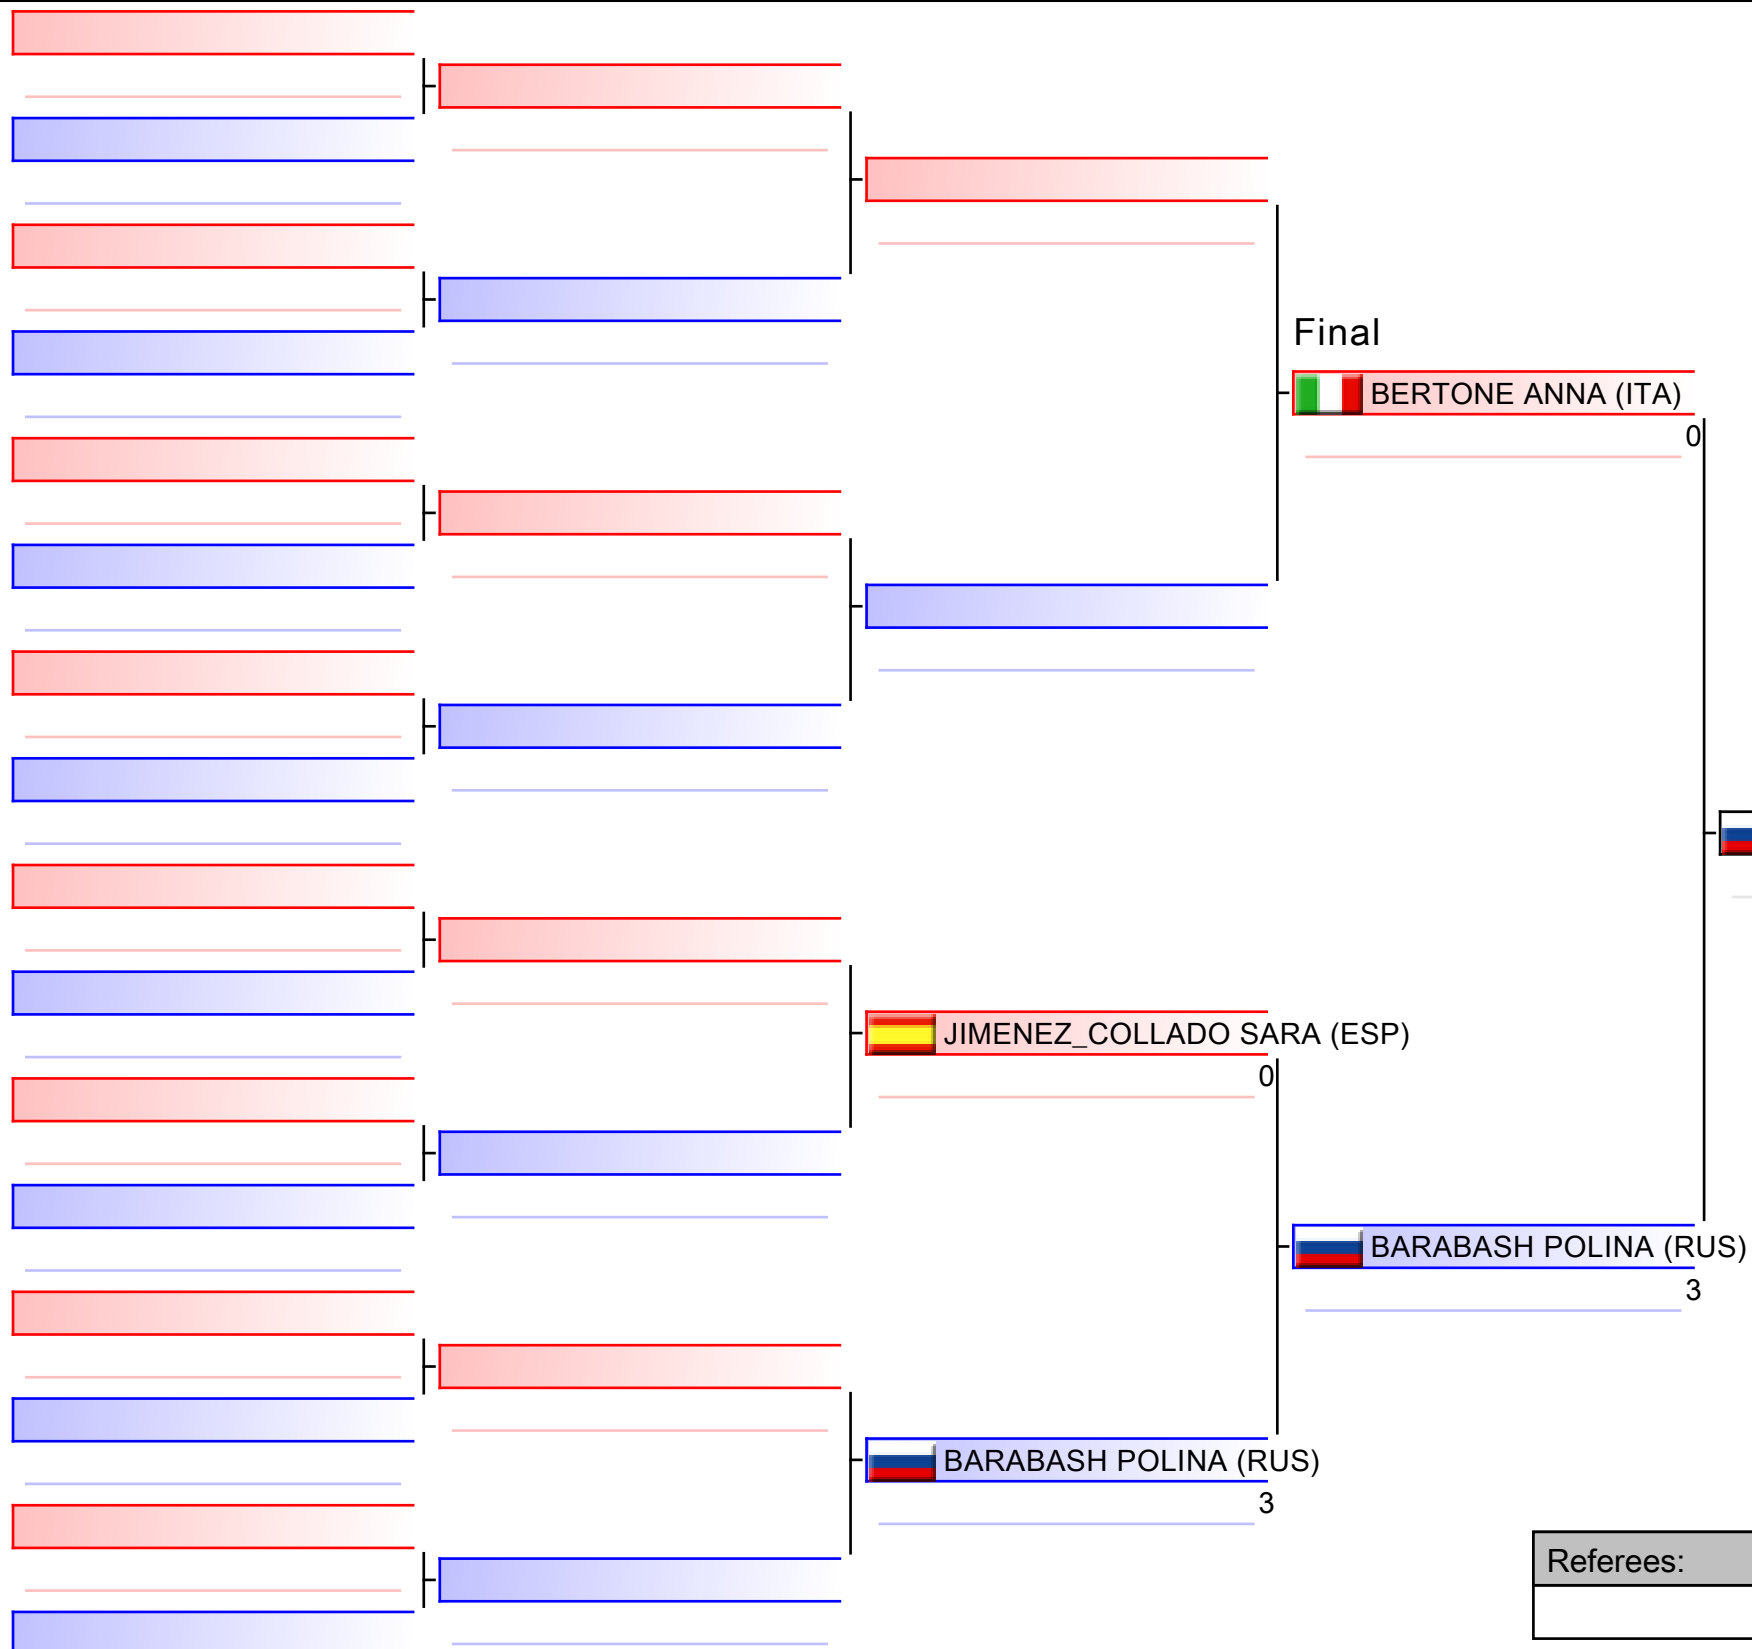 Final
BERTONE ANNA (ITA)
0
JIMENEZ_COLLADO SARA (ESP)
0
BARABASH POLINA (RUS)
3
BARABASH POLINA (RUS)
3
Referees: